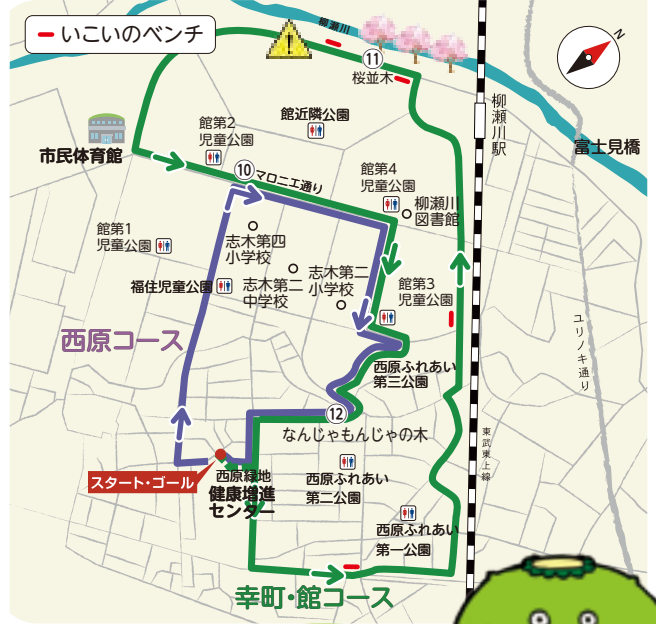 いこいのベンチ
柳瀬川
N
⑪
桜並木
柳瀬川駅
富士見橋
館近隣公園
館第2
児童公園
市民体育館
⑩
マロニエ通り
館第4
児童公園
柳瀬川
図書館
館第1
児童公園
志木第四
小学校
志木第二
中学校
志木第二
小学校
館第3
児童公園
福住児童公園
ユリノキ通り
西原コース
西原ふれあい
第三公園
⑫
なんじゃもんじゃの木
東武東上線
スタート・ゴール
西原緑地
健康増進
センター
西原ふれあい
第二公園
西原ふれあい
第一公園
幸町・館コース